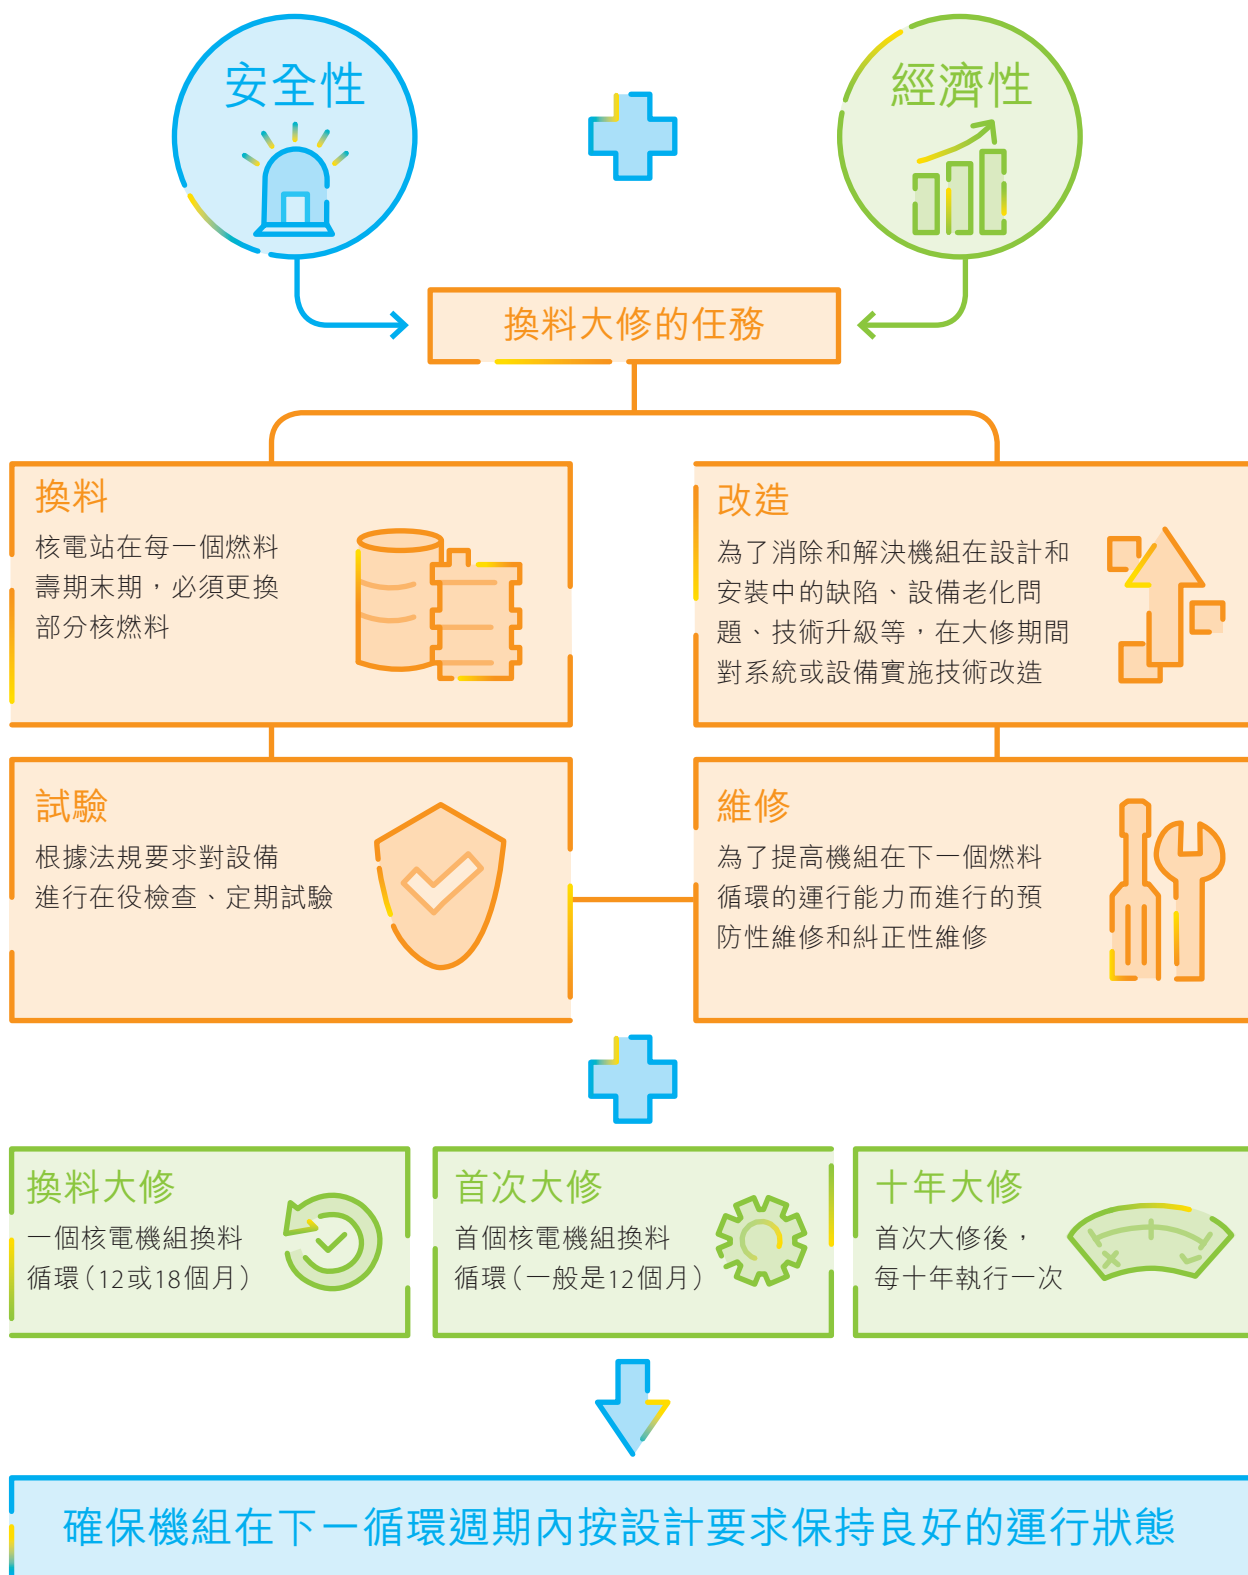 安全性
經濟性
換料大修的任務
換料
核電站在每一個燃料
壽期末期，必須更換
部分核燃料
改造
為了消除和解決機組在設計和
安裝中的缺陷、設備老化問
題、技術升級等，在大修期間
對系統或設備實施技術改造
試驗
根據法規要求對設備
進行在役檢查、定期試驗
維修
為了提高機組在下一個燃料
循環的運行能力而進行的預
防性維修和糾正性維修
換料大修
一個核電機組換料
循環（12或18個月）
首次大修
首個核電機組換料
循環（一般是12個月）
十年大修
首次大修後，
每十年執行一次
確保機組在下一循環週期內按設計要求保持良好的運行狀態